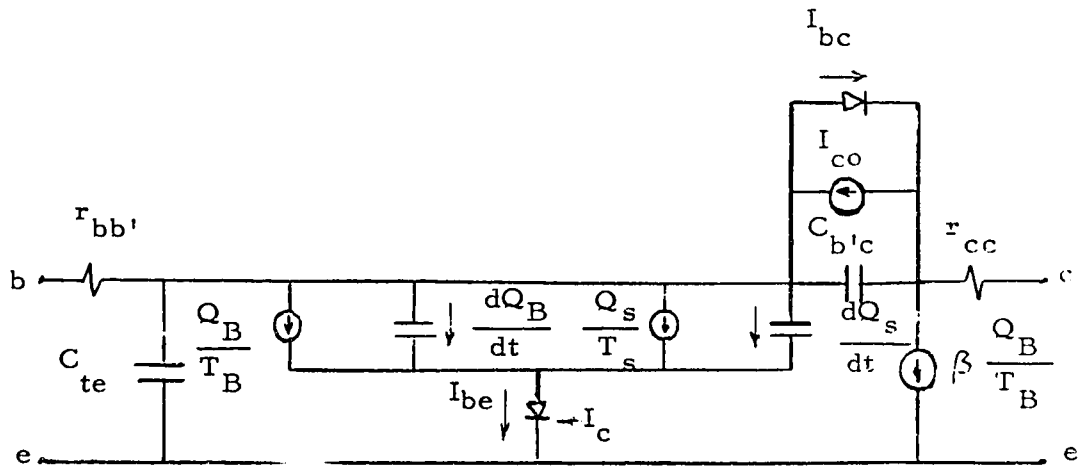 I_bc
I_co
r_bb'
C_b'c
r_cc
b
c
Q_B
T_B
dQ_B
dt
Q_s
T_s
dQ_s
dt
β Q_B
T_B
C_te
I_be
I_c
e
e